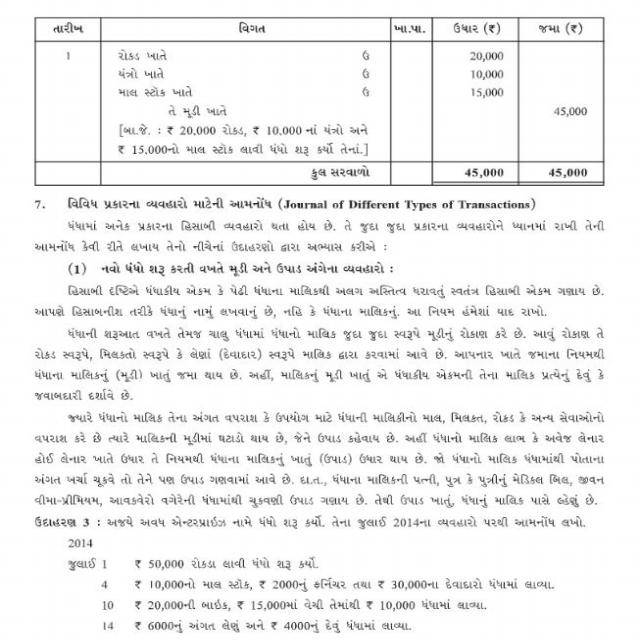 તારીખ વિગત ખા.પા. ઉધાર (₹) જમા (₹)
1 રોકડ ખાતે ઉ 20,000
યંત્રો ખાતે ઉ 10,000
માલ સ્ટૉક ખાતે ઉ 15,000
તે મૂડી ખાતે 45,000
[બા.જે. : ₹ 20,000 રોકડ, ₹ 10,000 નાં યંત્રો અને
₹ 15,000નો માલ સ્ટૉક લાવી ધંધો શરૂ કર્યો તેનાં.]
કુલ સરવાળો 45,000 45,000
7. વિવિધ પ્રકારના વ્યવહારો માટેની આમનોંધ (Journal of Different Types of Transactions)
ધંધામાં અનેક પ્રકારના હિસાબી વ્યવહારો થતા હોય છે. તે જુદા જુદા પ્રકારના વ્યવહારોને ધ્યાનમાં રાખી તેની
આમનોંધ કેવી રીતે લખાય તેનો નીચેનાં ઉદાહરણો દ્વારા અભ્યાસ કરીએ :
(1) નવો ધંધો શરૂ કરતી વખતે મૂડી અને ઉપાડ અંગેના વ્યવહારો :
હિસાબી દૃષ્ટિએ ધંધાકીય એકમ કે પેઢી ધંધાના માલિકથી અલગ અસ્તિત્વ ધરાવતું સ્વતંત્ર હિસાબી એકમ ગણાય છે.
આપણે હિસાબનીશ તરીકે ધંધાનું નામું લખવાનું છે, નહિ કે ધંધાના માલિકનું. આ નિયમ હંમેશાં યાદ રાખો.
ધંધાની શરૂઆત વખતે તેમજ ચાલુ ધંધામાં ધંધાનો માલિક જુદા જુદા સ્વરૂપે મૂડીનું રોકાણ કરે છે. આવું રોકાણ તે
રોકડ સ્વરૂપે, મિલકતો સ્વરૂપે કે લેણાં (દેવાદાર) સ્વરૂપે માલિક દ્વારા કરવામાં આવે છે. આપનાર ખાતે જમાના નિયમથી
ધંધાના માલિકનું (મૂડી) ખાતું જમા થાય છે. અહીં, માલિકનું મૂડી ખાતું એ ધંધાકીય એકમની તેના માલિક પ્રત્યેનું દેવું કે
જવાબદારી દર્શાવે છે.
જ્યારે ધંધાનો માલિક તેના અંગત વપરાશ કે ઉપયોગ માટે ધંધાની માલિકીનો માલ, મિલકત, રોકડ કે અન્ય સેવાઓનો
વપરાશ કરે છે ત્યારે માલિકની મૂડીમાં ઘટાડો થાય છે, જેને ઉપાડ કહેવાય છે. અહીં ધંધાનો માલિક લાભ કે અવેજ લેનાર
હોઈ લેનાર ખાતે ઉધાર તે નિયમથી ધંધાના માલિકનું ખાતું (ઉપાડ) ઉધાર થાય છે. જો ધંધાનો માલિક ધંધામાંથી પોતાના
અંગત ખર્ચા ચૂકવે તો તેને પણ ઉપાડ ગણવામાં આવે છે. દા.ત., ધંધાના માલિકની પત્ની, પુત્ર કે પુત્રીનું મેડિકલ બિલ, જીવન
વીમા-પ્રીમિયમ, આવકવેરો વગેરેની ધંધામાંથી ચુકવણી ઉપાડ ગણાય છે. તેથી ઉપાડ ખાતું, ધંધાનું માલિક પાસે લ્હેણું છે.
ઉદાહરણ 3 : અજયે અવધ એન્ટરપ્રાઇઝ નામે ધંધો શરૂ કર્યો. તેના જુલાઈ 2014ના વ્યવહારો પરથી આમનોંધ લખો.
2014
જુલાઈ 1 ₹ 50,000 રોકડા લાવી ધંધો શરૂ કર્યો.
4 ₹ 10,000નો માલ સ્ટૉક, ₹ 2000નું ફર્નિચર તથા ₹ 30,000ના દેવાદારો ધંધામાં લાવ્યા.
10 ₹ 20,000ની બાઇક, ₹ 15,000માં વેચી તેમાંથી ₹ 10,000 ધંધામાં લાવ્યા.
14 ₹ 6000નું અંગત લેણું અને ₹ 4000નું દેવું ધંધામાં લાવ્યા.